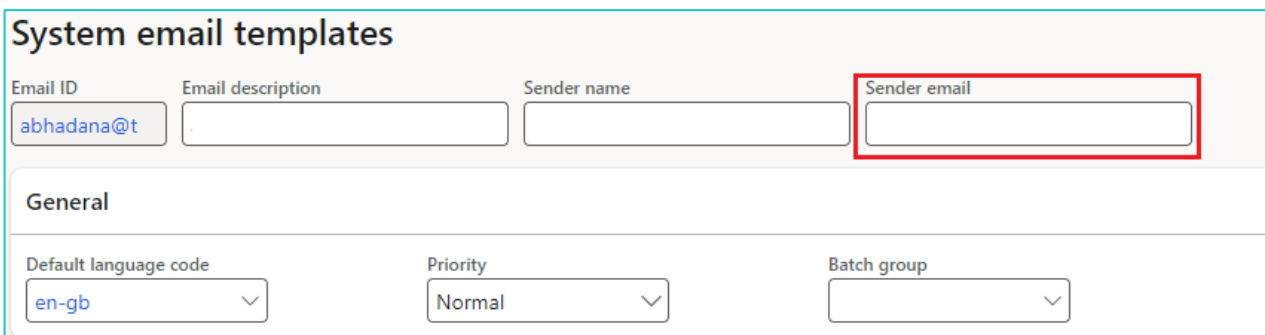 System email templates
Email ID Email description Sender name Sender email
abhadana@t
General
Default language code Priority Batch group
en-gb Normal